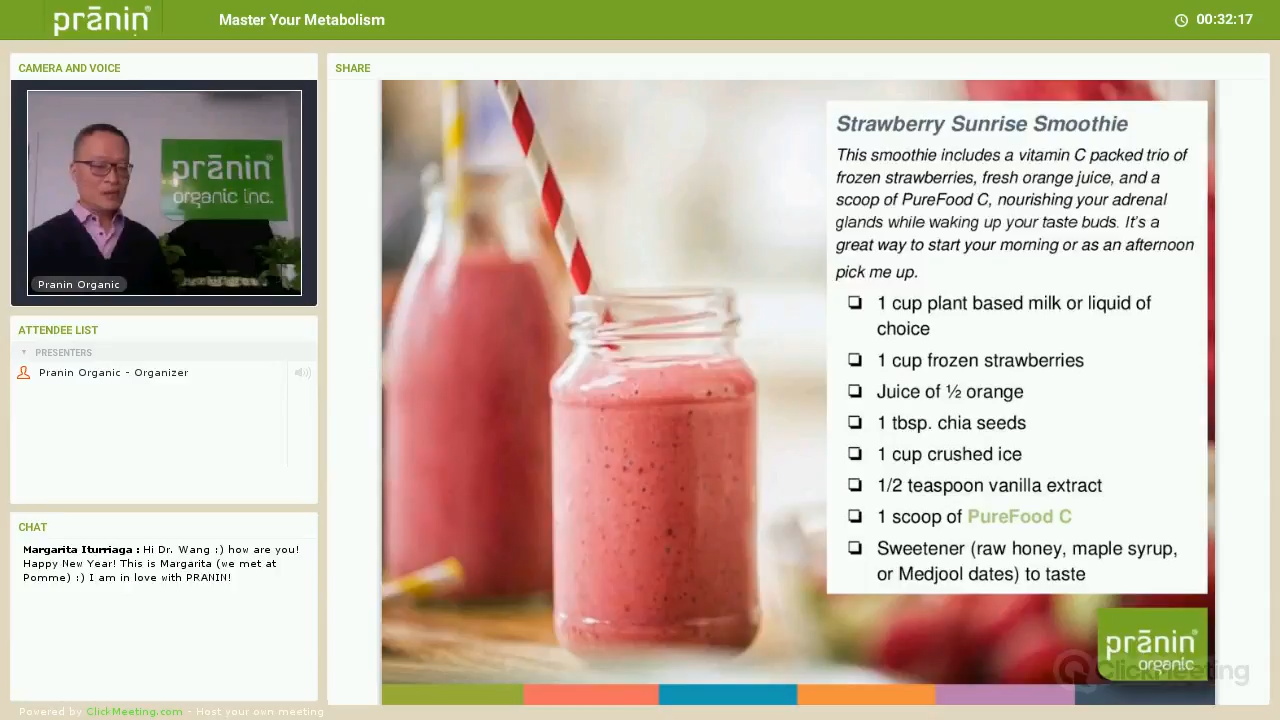 prānin®
Master Your Metabolism
00:32:17
CAMERA AND VOICE
prānin®
organic inc.
Pranin Organic
ATTENDEE LIST
PRESENTERS
Pranin Organic - Organizer
CHAT
Margarita Iturriaga : Hi Dr. Wang :) how are you!
Happy New Year! This is Margarita (we met at
Pomme) :) I am in love with PRANIN!
SHARE
Strawberry Sunrise Smoothie
This smoothie includes a vitamin C packed trio of
frozen strawberries, fresh orange juice, and a
scoop of PureFood C, nourishing your adrenal
glands while waking up your taste buds. It's a
great way to start your morning or as an afternoon
pick me up.
❏ 1 cup plant based milk or liquid of
choice
❏ 1 cup frozen strawberries
❏ Juice of ½ orange
❏ 1 tbsp. chia seeds
❏ 1 cup crushed ice
❏ 1/2 teaspoon vanilla extract
❏ 1 scoop of PureFood C
❏ Sweetener (raw honey, maple syrup,
or Medjool dates) to taste
prānin®
organic
ClickMeeting
Powered by ClickMeeting.com - Host your own meeting